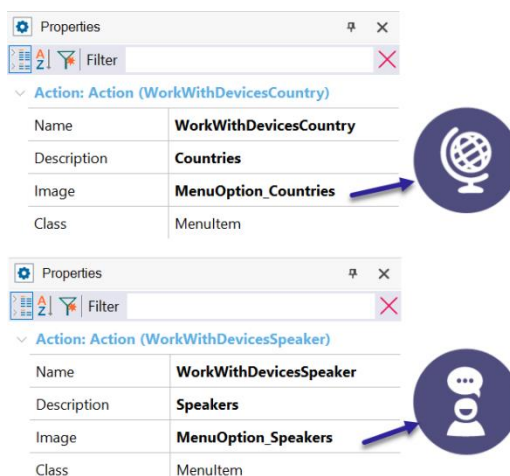 Properties
Filter
Action: Action (WorkWithDevicesCountry)
Name WorkWithDevicesCountry
Description Countries
Image MenuOption_Countries
Class MenuItem
Properties
Filter
Action: Action (WorkWithDevicesSpeaker)
Name WorkWithDevicesSpeaker
Description Speakers
Image MenuOption_Speakers
Class MenuItem